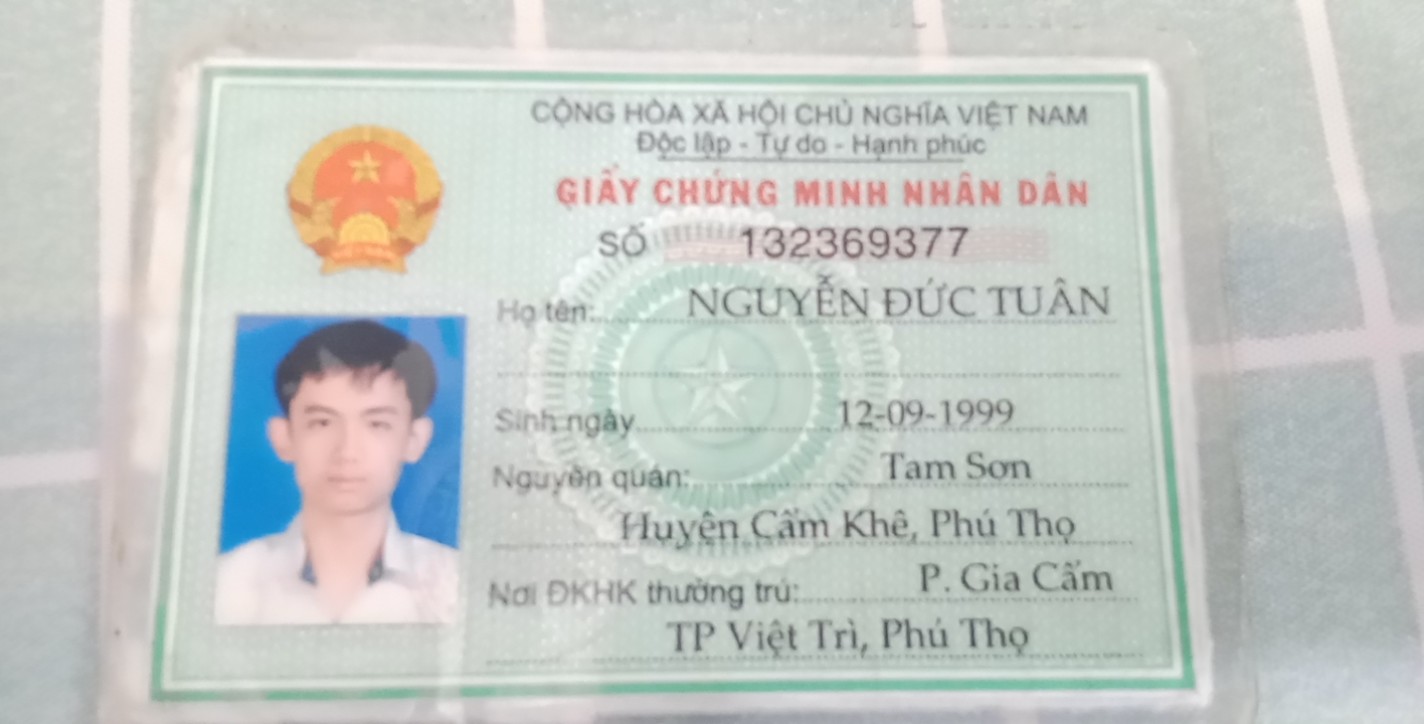 CỘNG HÒA XÃ HỘI CHỦ NGHĨA VIỆT NAM
Độc lập - Tự do - Hạnh phúc
GIẤY CHỨNG MINH NHÂN DÂN
SỐ 132369377
Họ tên: NGUYỄN ĐỨC TUÂN
Sinh ngày 12-09-1999
Nguyên quán: Tam Sơn
Huyện Cẩm Khê, Phú Thọ
Nơi ĐKHK thường trú: P. Gia Cẩm
TP Việt Trì, Phú Thọ